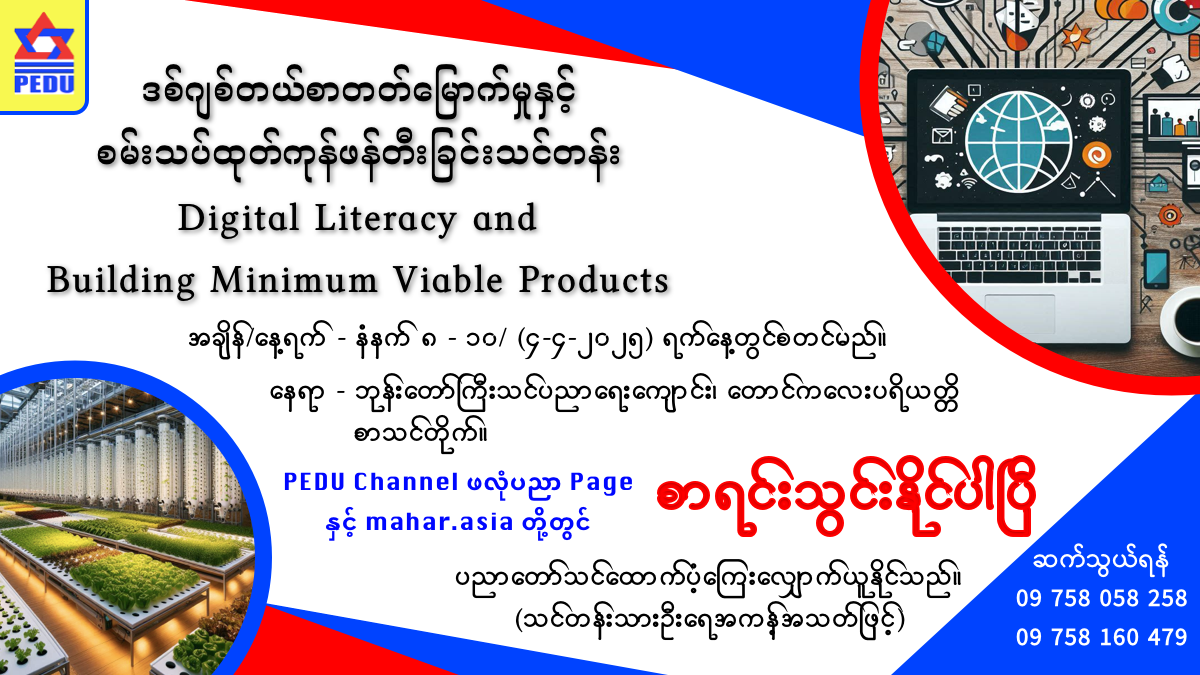 PEDU
ဒစ်ဂျစ်တယ်စာတတ်မြောက်မှုနှင့်
စမ်းသပ်ထုတ်ကုန်ဖန်တီးခြင်းသင်တန်း
Digital Literacy and
Building Minimum Viable Products
အချိန်/နေ့ရက် - နံနက် ၈ - ၁၀/ (၄-၄-၂၀၂၅) ရက်နေ့တွင်စတင်မည်။
နေရာ - ဘုန်းတော်ကြီးသင်ပညာရေးကျောင်း၊ တောင်ကလေးပရိယတ္တိ
စာသင်တိုက်။
PEDU Channel ဖလုံပညာ Page
နှင့် mahar.asia တို့တွင်
စာရင်းသွင်းနိုင်ပါပြီ
ပညာတော်သင်ထောက်ပံ့ကြေးလျှောက်ယူနိုင်သည်။
(သင်တန်းသားဦးရေအကန့်အသတ်ဖြင့်)
ဆက်သွယ်ရန်
09 758 058 258
09 758 160 479